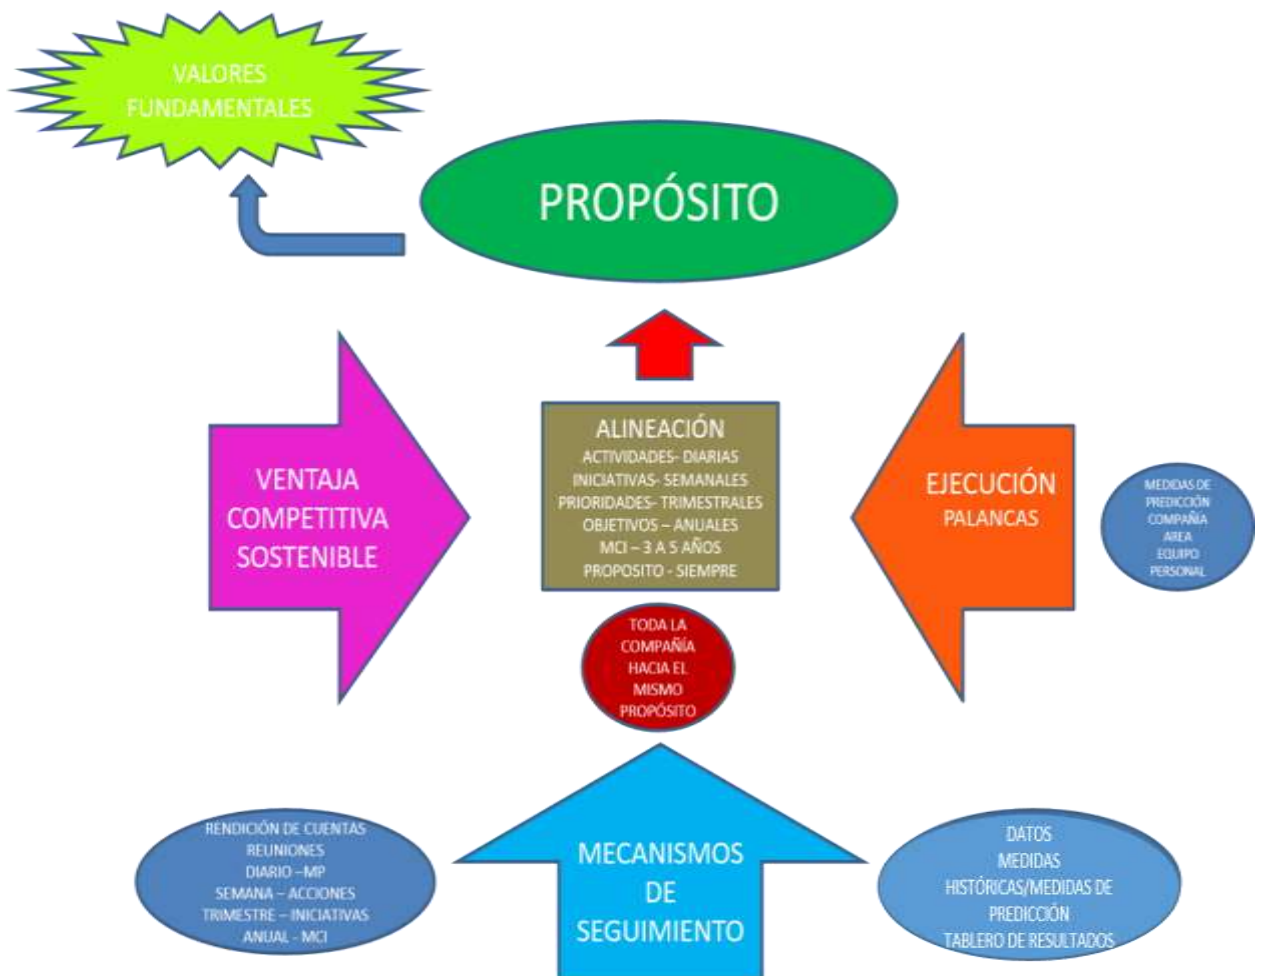 VALORES
FUNDAMENTALES
PROPÓSITO
VENTAJA
COMPETITIVA
SOSTENIBLE
ALINEACIÓN
ACTIVIDADES- DIARIAS
INICIATIVAS- SEMANALES
PRIORIDADES- TRIMESTRALES
OBJETIVOS – ANUALES
MCI – 3 A 5 AÑOS
PROPOSITO - SIEMPRE
EJECUCIÓN
PALANCAS
MEDIDAS DE
PREDICCIÓN
COMPAÑÍA
AREA
EQUIPO
PERSONAL
TODA LA
COMPAÑÍA
HACIA EL
MISMO
PROPÓSITO
RENDICIÓN DE CUENTAS
REUNIONES
DIARIO –MP
SEMANA – ACCIONES
TRIMESTRE – INICIATIVAS
ANUAL - MCI
MECANISMOS
DE
SEGUIMIENTO
DATOS
MEDIDAS
HISTÓRICAS/MEDIDAS DE
PREDICCIÓN
TABLERO DE RESULTADOS